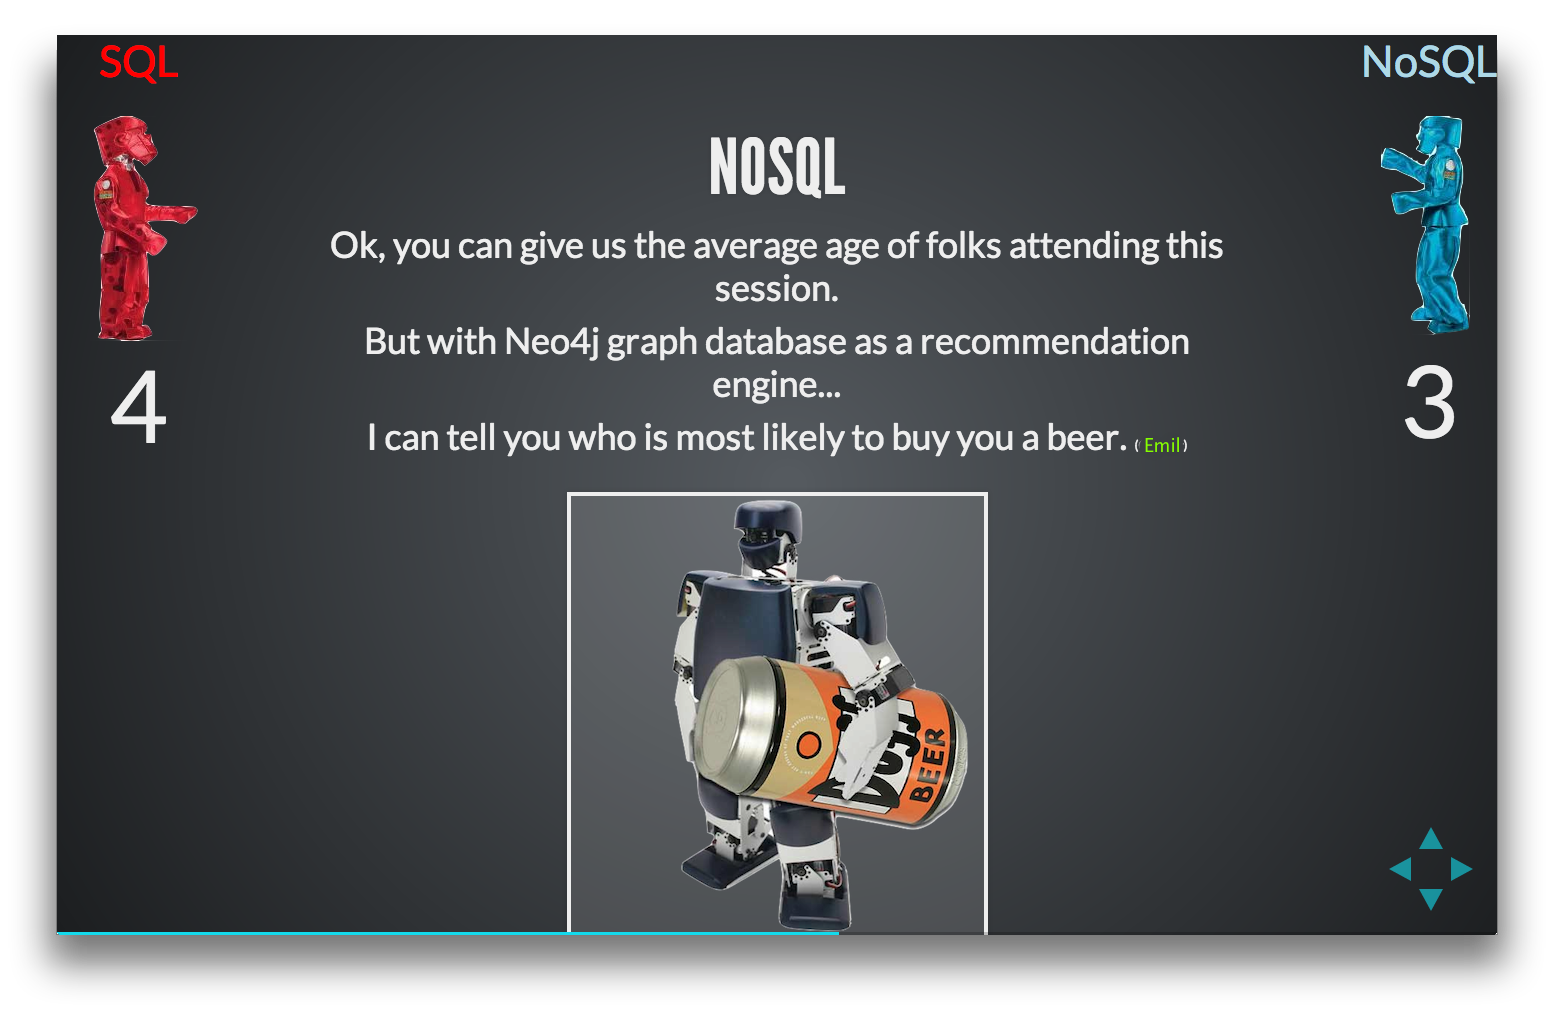 SQL
NoSQL
NOSQL
Ok, you can give us the average age of folks attending this
session.
But with Neo4j graph database as a recommendation
engine...
I can tell you who is most likely to buy you a beer. (Emil)
4
3
Duff
BEER